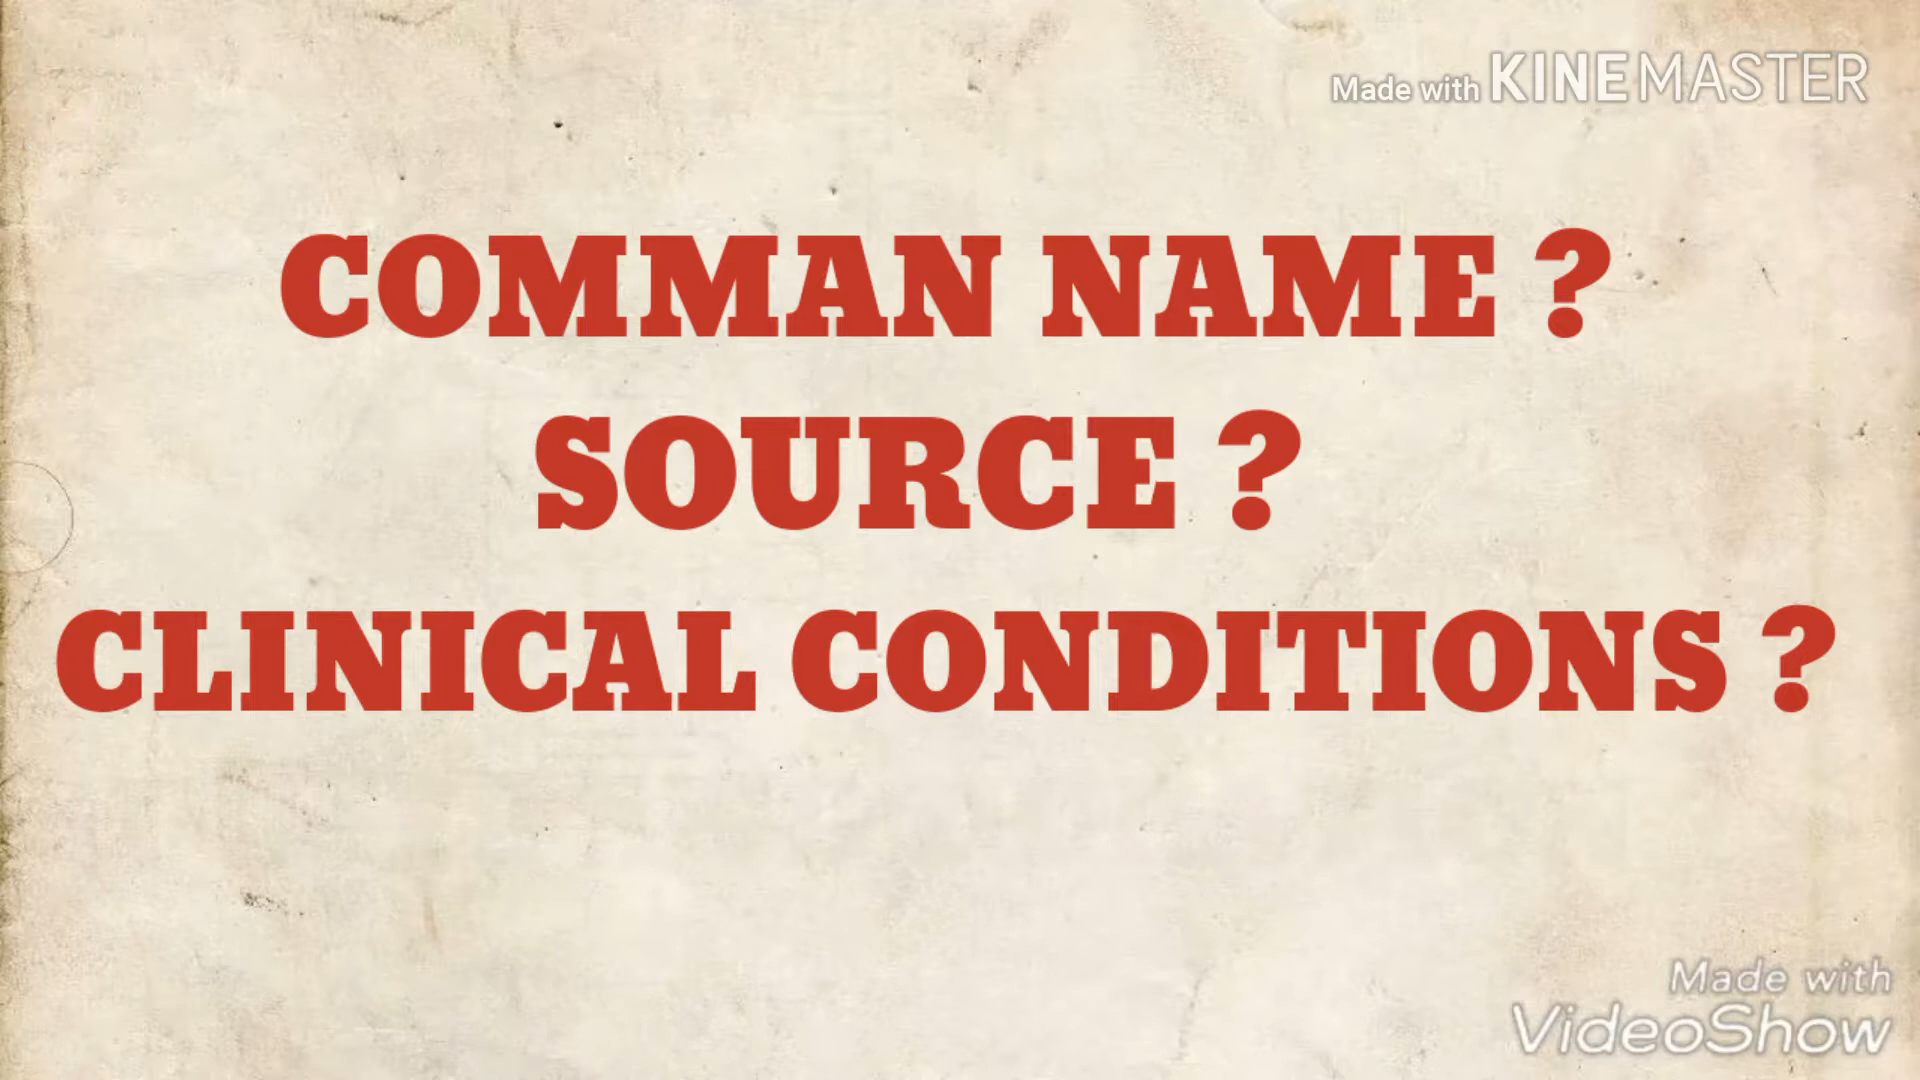 Made with KINEMASTER
COMMAN NAME ?
SOURCE ?
CLINICAL CONDITIONS ?
Made with
VideoShow